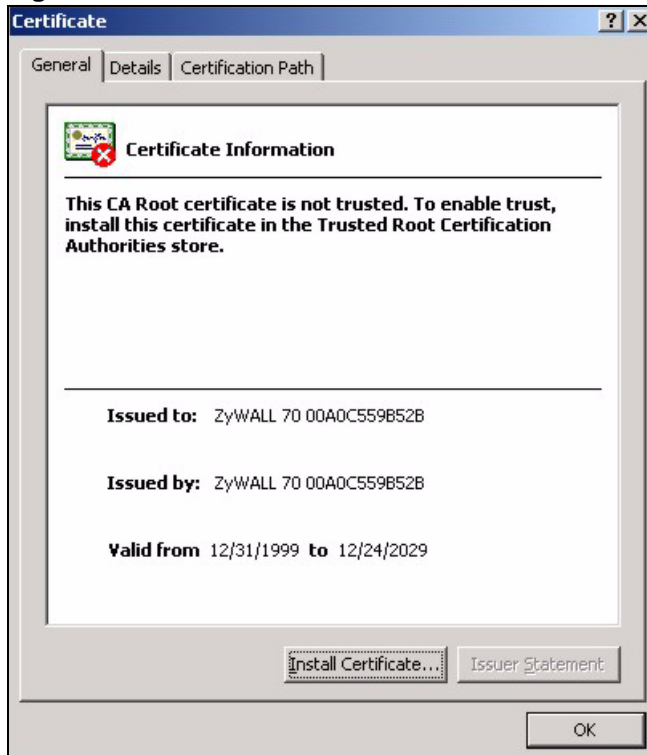 Certificate
General Details Certification Path
Certificate Information
This CA Root certificate is not trusted. To enable trust,
install this certificate in the Trusted Root Certification
Authorities store.
Issued to: ZyWALL 70 00A0C559B52B
Issued by: ZyWALL 70 00A0C559B52B
Valid from 12/31/1999 to 12/24/2029
Install Certificate... Issuer Statement
OK